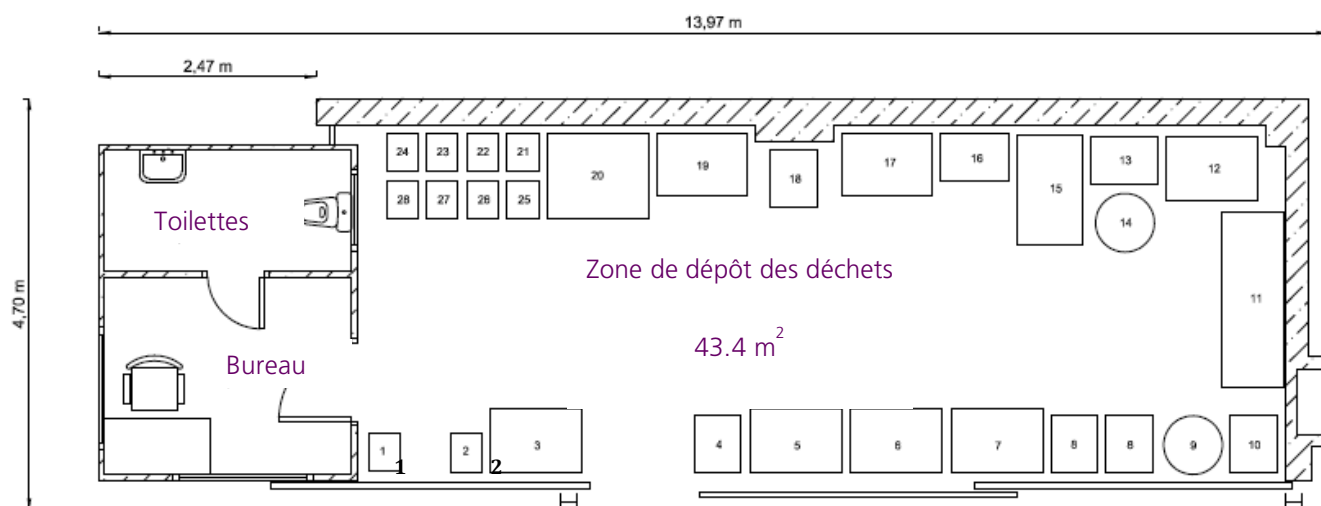 13,97 m
2,47 m
4,70 m
24 23 22 21
28 27 26 25
20
19
18
17
16
15
13
12
14
11
Toilettes
Zone de dépôt des déchets
43.4 m²
Bureau
1
1
2
2
3
4
5
6
7
8
8
9
10